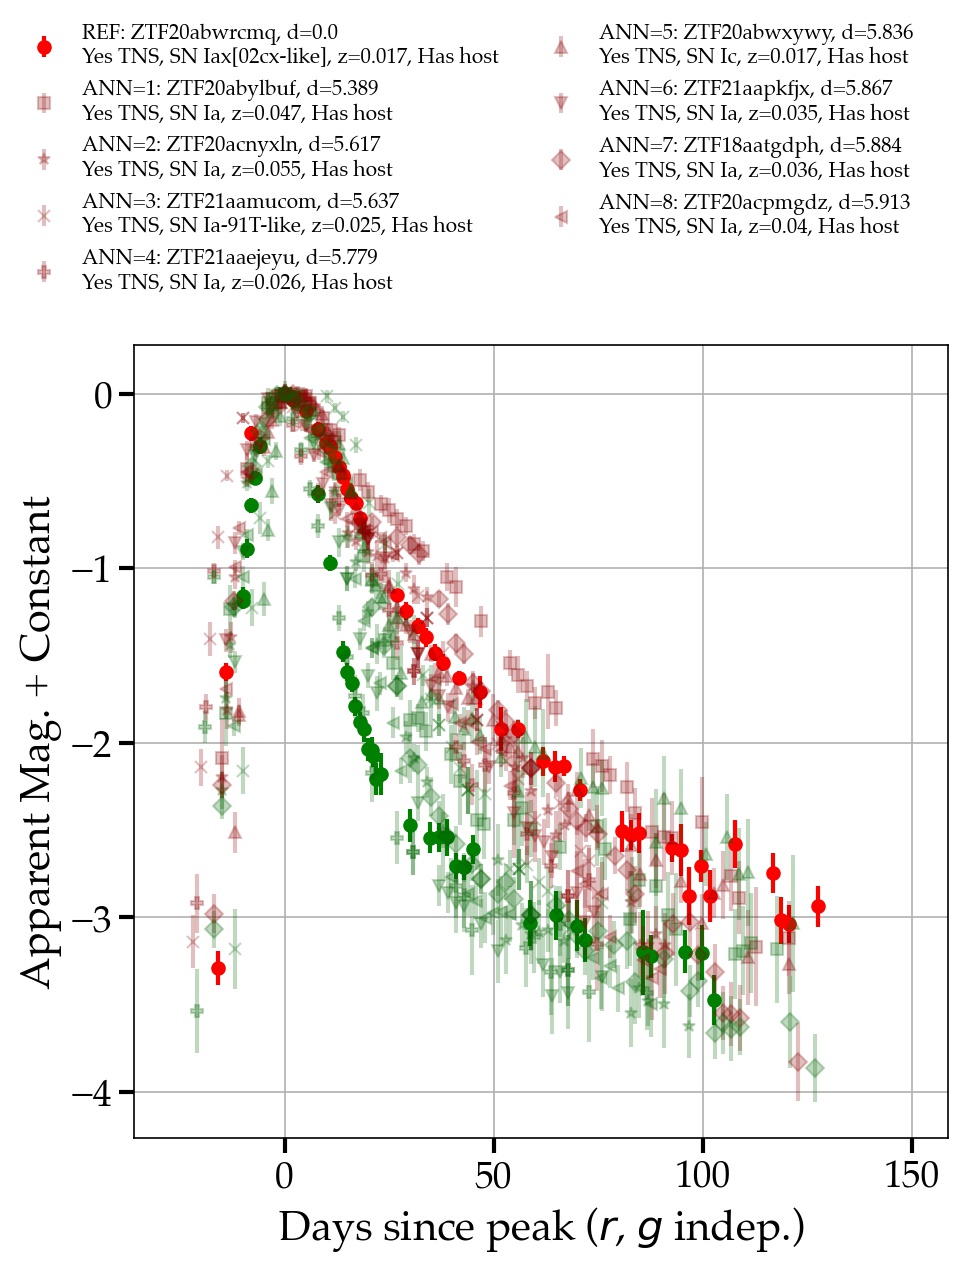 REF: ZTF20abwrcmq, d=0.0
Yes TNS, SN Iax[02cx-like], z=0.017, Has host
ANN=1: ZTF20abylbuf, d=5.389
Yes TNS, SN Ia, z=0.047, Has host
ANN=2: ZTF20acnyxln, d=5.617
Yes TNS, SN Ia, z=0.055, Has host
ANN=3: ZTF21aamucom, d=5.637
Yes TNS, SN Ia-91T-like, z=0.025, Has host
ANN=4: ZTF21aaejeyu, d=5.779
Yes TNS, SN Ia, z=0.026, Has host
ANN=5: ZTF20abwxywy, d=5.836
Yes TNS, SN Ic, z=0.017, Has host
ANN=6: ZTF21aapkfjx, d=5.867
Yes TNS, SN Ia, z=0.035, Has host
ANN=7: ZTF18aatgdph, d=5.884
Yes TNS, SN Ia, z=0.036, Has host
ANN=8: ZTF20acpmgdz, d=5.913
Yes TNS, SN Ia, z=0.04, Has host
Apparent Mag. + Constant
0
−1
−2
−3
−4
0 50 100 150
Days since peak (r, g indep.)